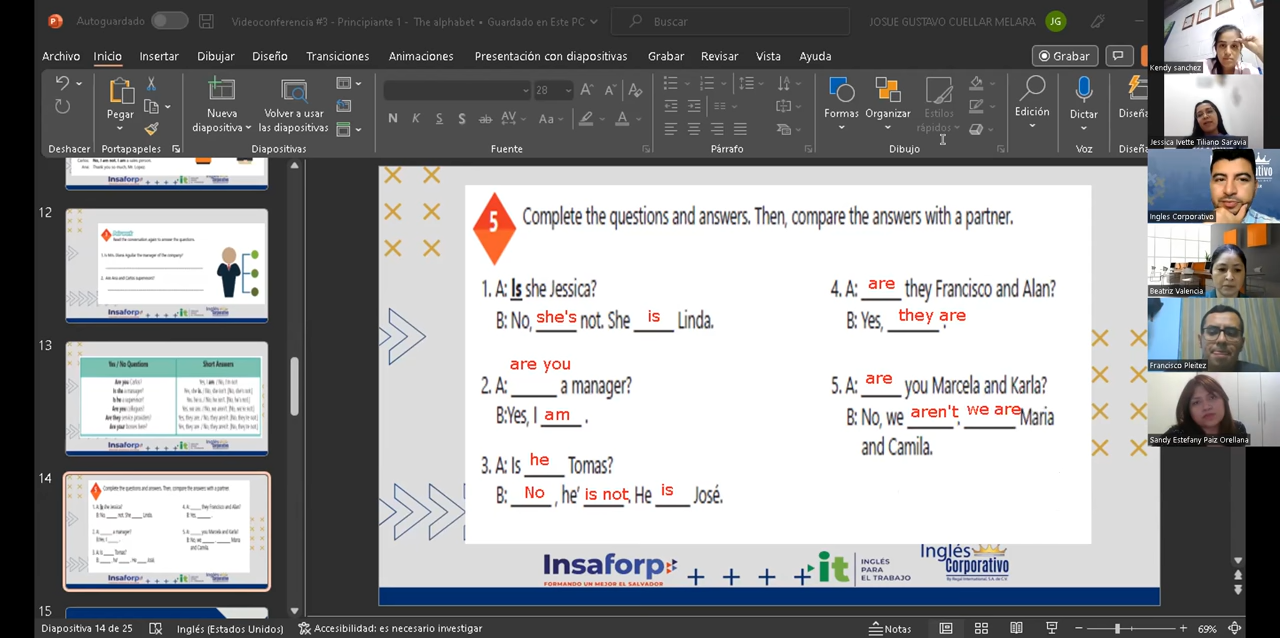 Autoguardado
Videoconferencia #3 - Principiante 1 - The alphabet • Guardado en Este PC
Buscar
JOSUE GUSTAVO CUELLAR MELARA
JG
Archivo Inicio Insertar Dibujar Diseño Transiciones Animaciones Presentación con diapositivas Grabar Revisar Vista Ayuda
Grabar
Pegar
Nueva diapositiva
Volver a usar las diapositivas
28
N K S S ab AV Aa A
Formas
Organizar
Estilos rápidos
Edición
Dictar
Diseña
Deshacer
Portapapeles
Diapositivas
Fuente
Párrafo
Dibujo
Voz
Diseña
Kendy sanchez
Jessica Ivette Tiliano Saravia
Ingles Corporativo
Beatriz Valencia
Francisco Pleitez
Sandy Estefany Paiz Orellana
12
13
Yes / No Questions
Short Answers
14
15
5
Complete the questions and answers. Then, compare the answers with a partner.
1. A: Is she Jessica?
B: No, she's not. She is Linda.
are you
2. A: ____ a manager?
B:Yes, I am .
3. A: Is he Tomas?
B: No , he' is not. He is José.
4. A: are they Francisco and Alan?
B: Yes, they are .
5. A: are you Marcela and Karla?
B: No, we aren't . we are Maria
and Camila.
Insaforp
FORMANDO UN MEJOR EL SALVADOR
it
INGLÉS
PARA
EL TRABAJO
Inglés
Corporativo
Diapositiva 14 de 25
Inglés (Estados Unidos)
Accesibilidad: es necesario investigar
Notas
69%